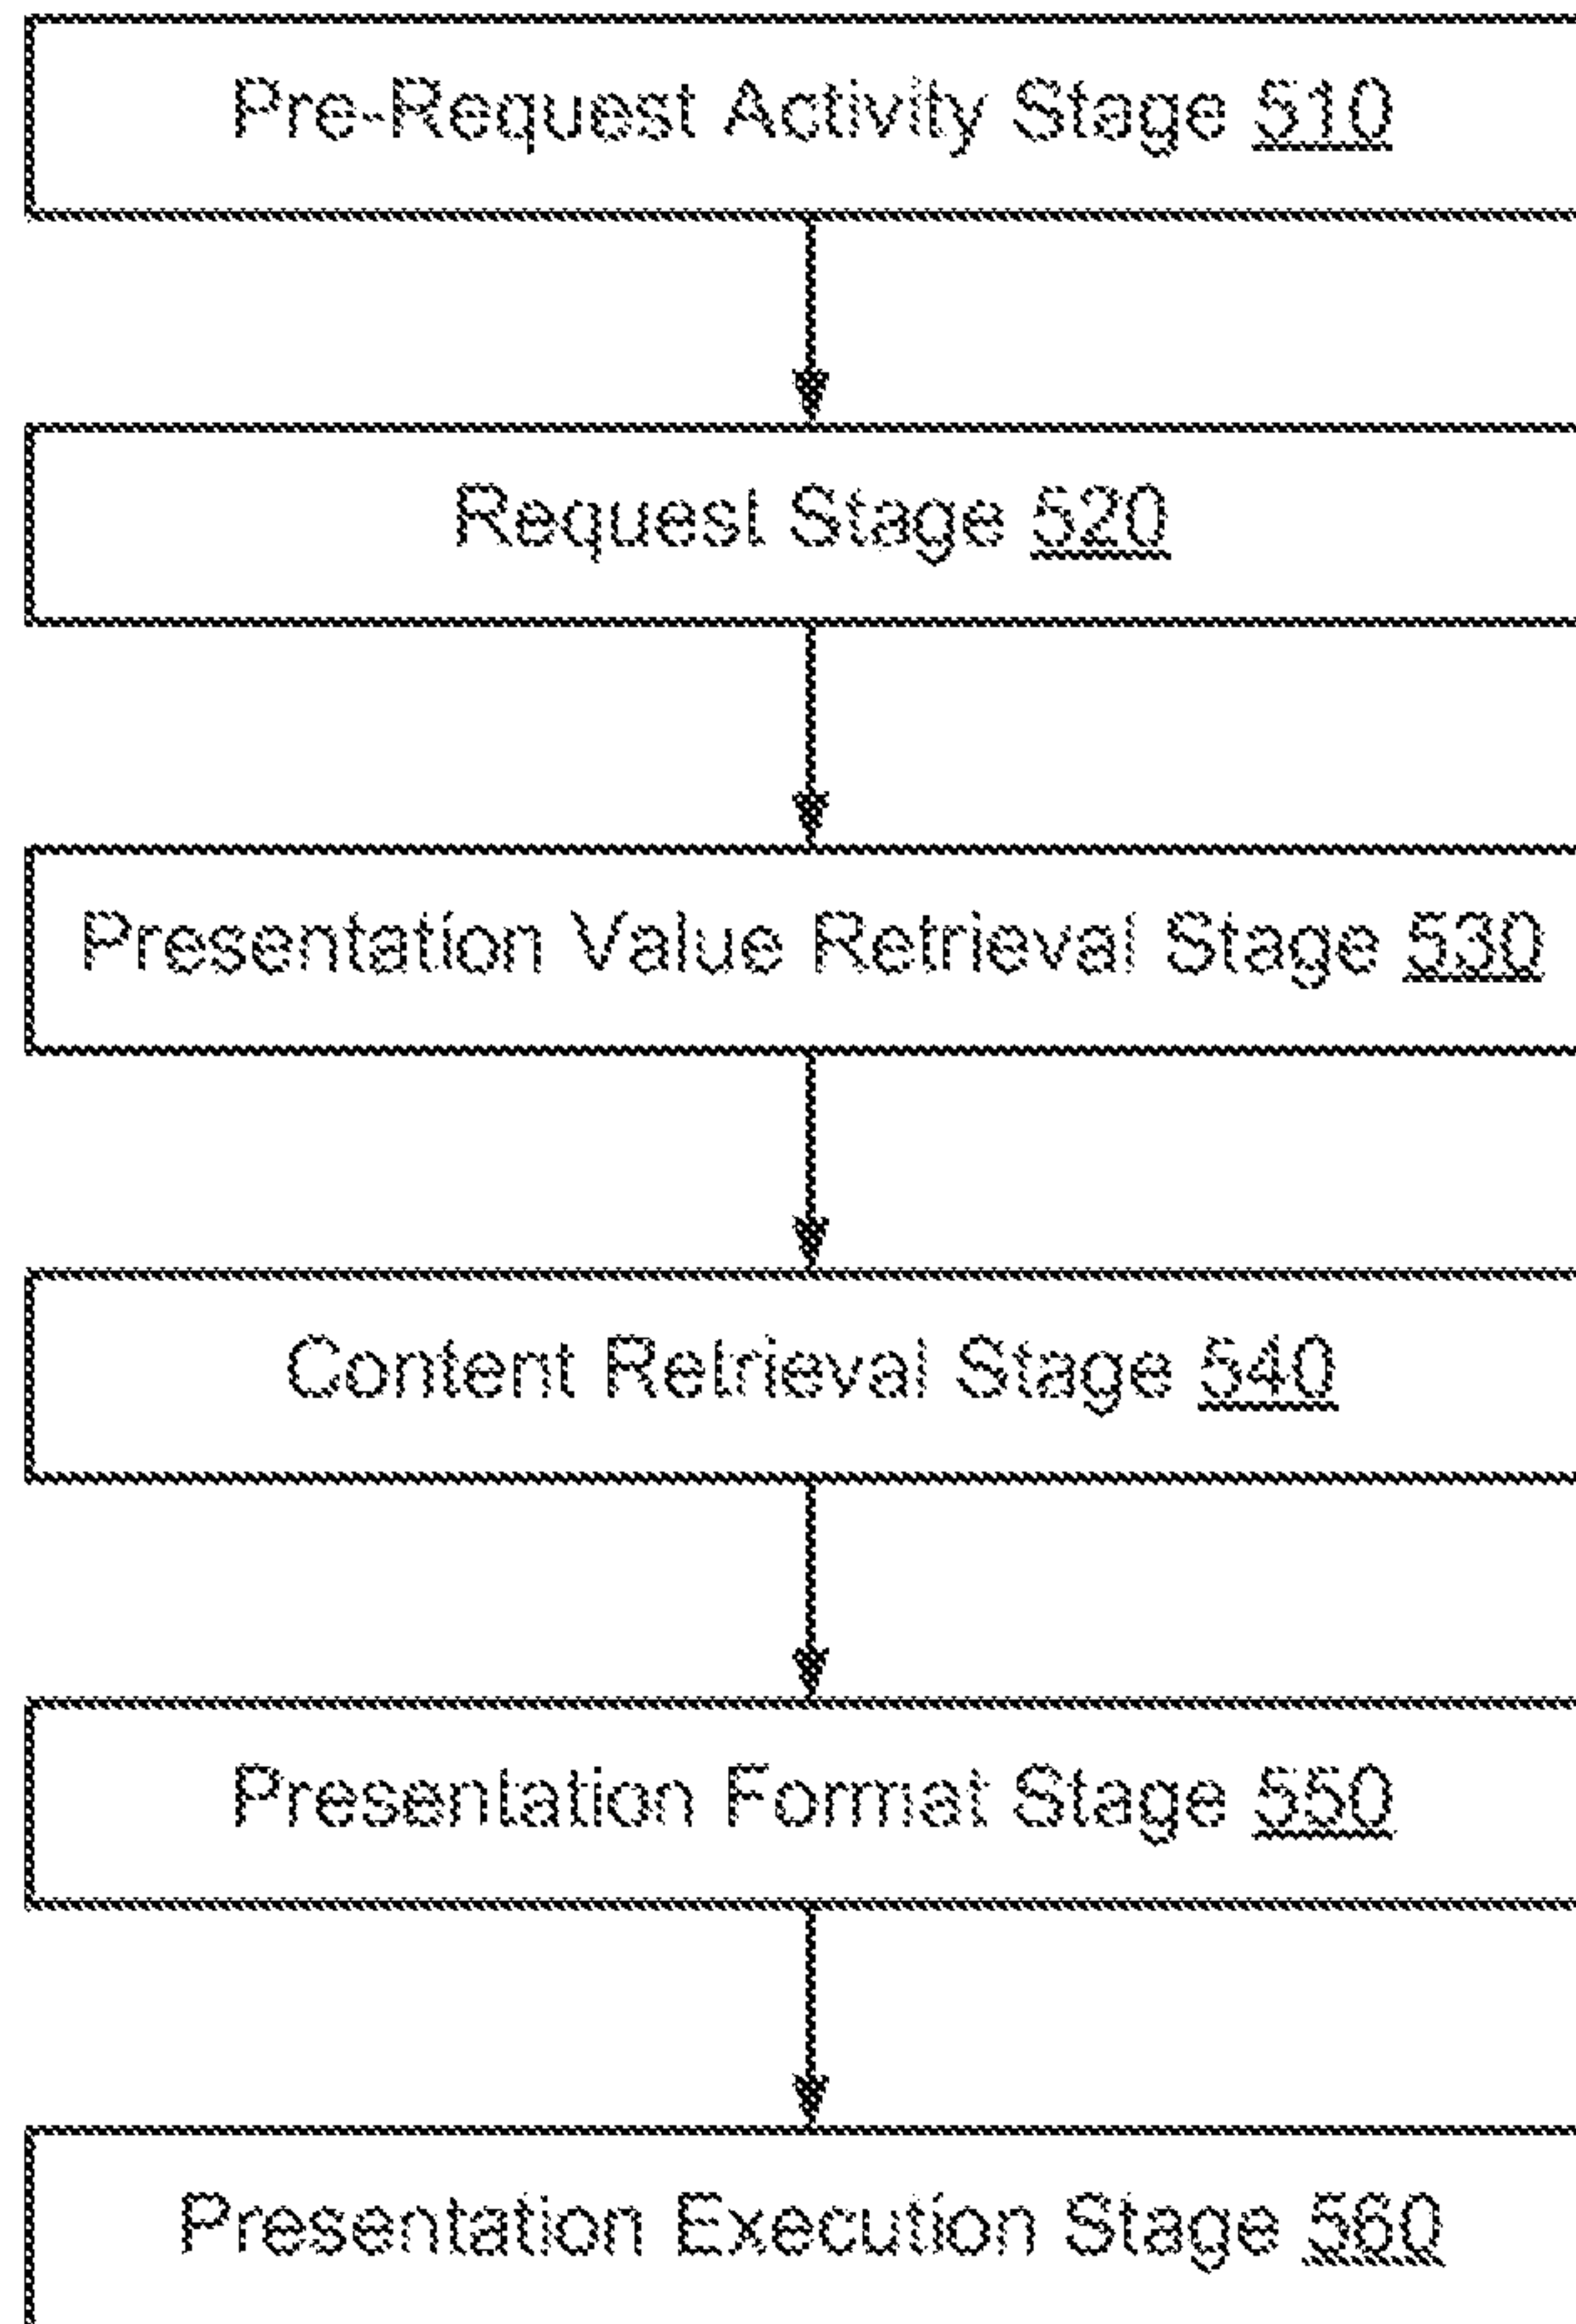 Pre-Request Activity Stage 510
Request Stage 520
Presentation Value Retrieval Stage 530
Content Retrieval Stage 540
Presentation Format Stage 550
Presentation Execution Stage 560